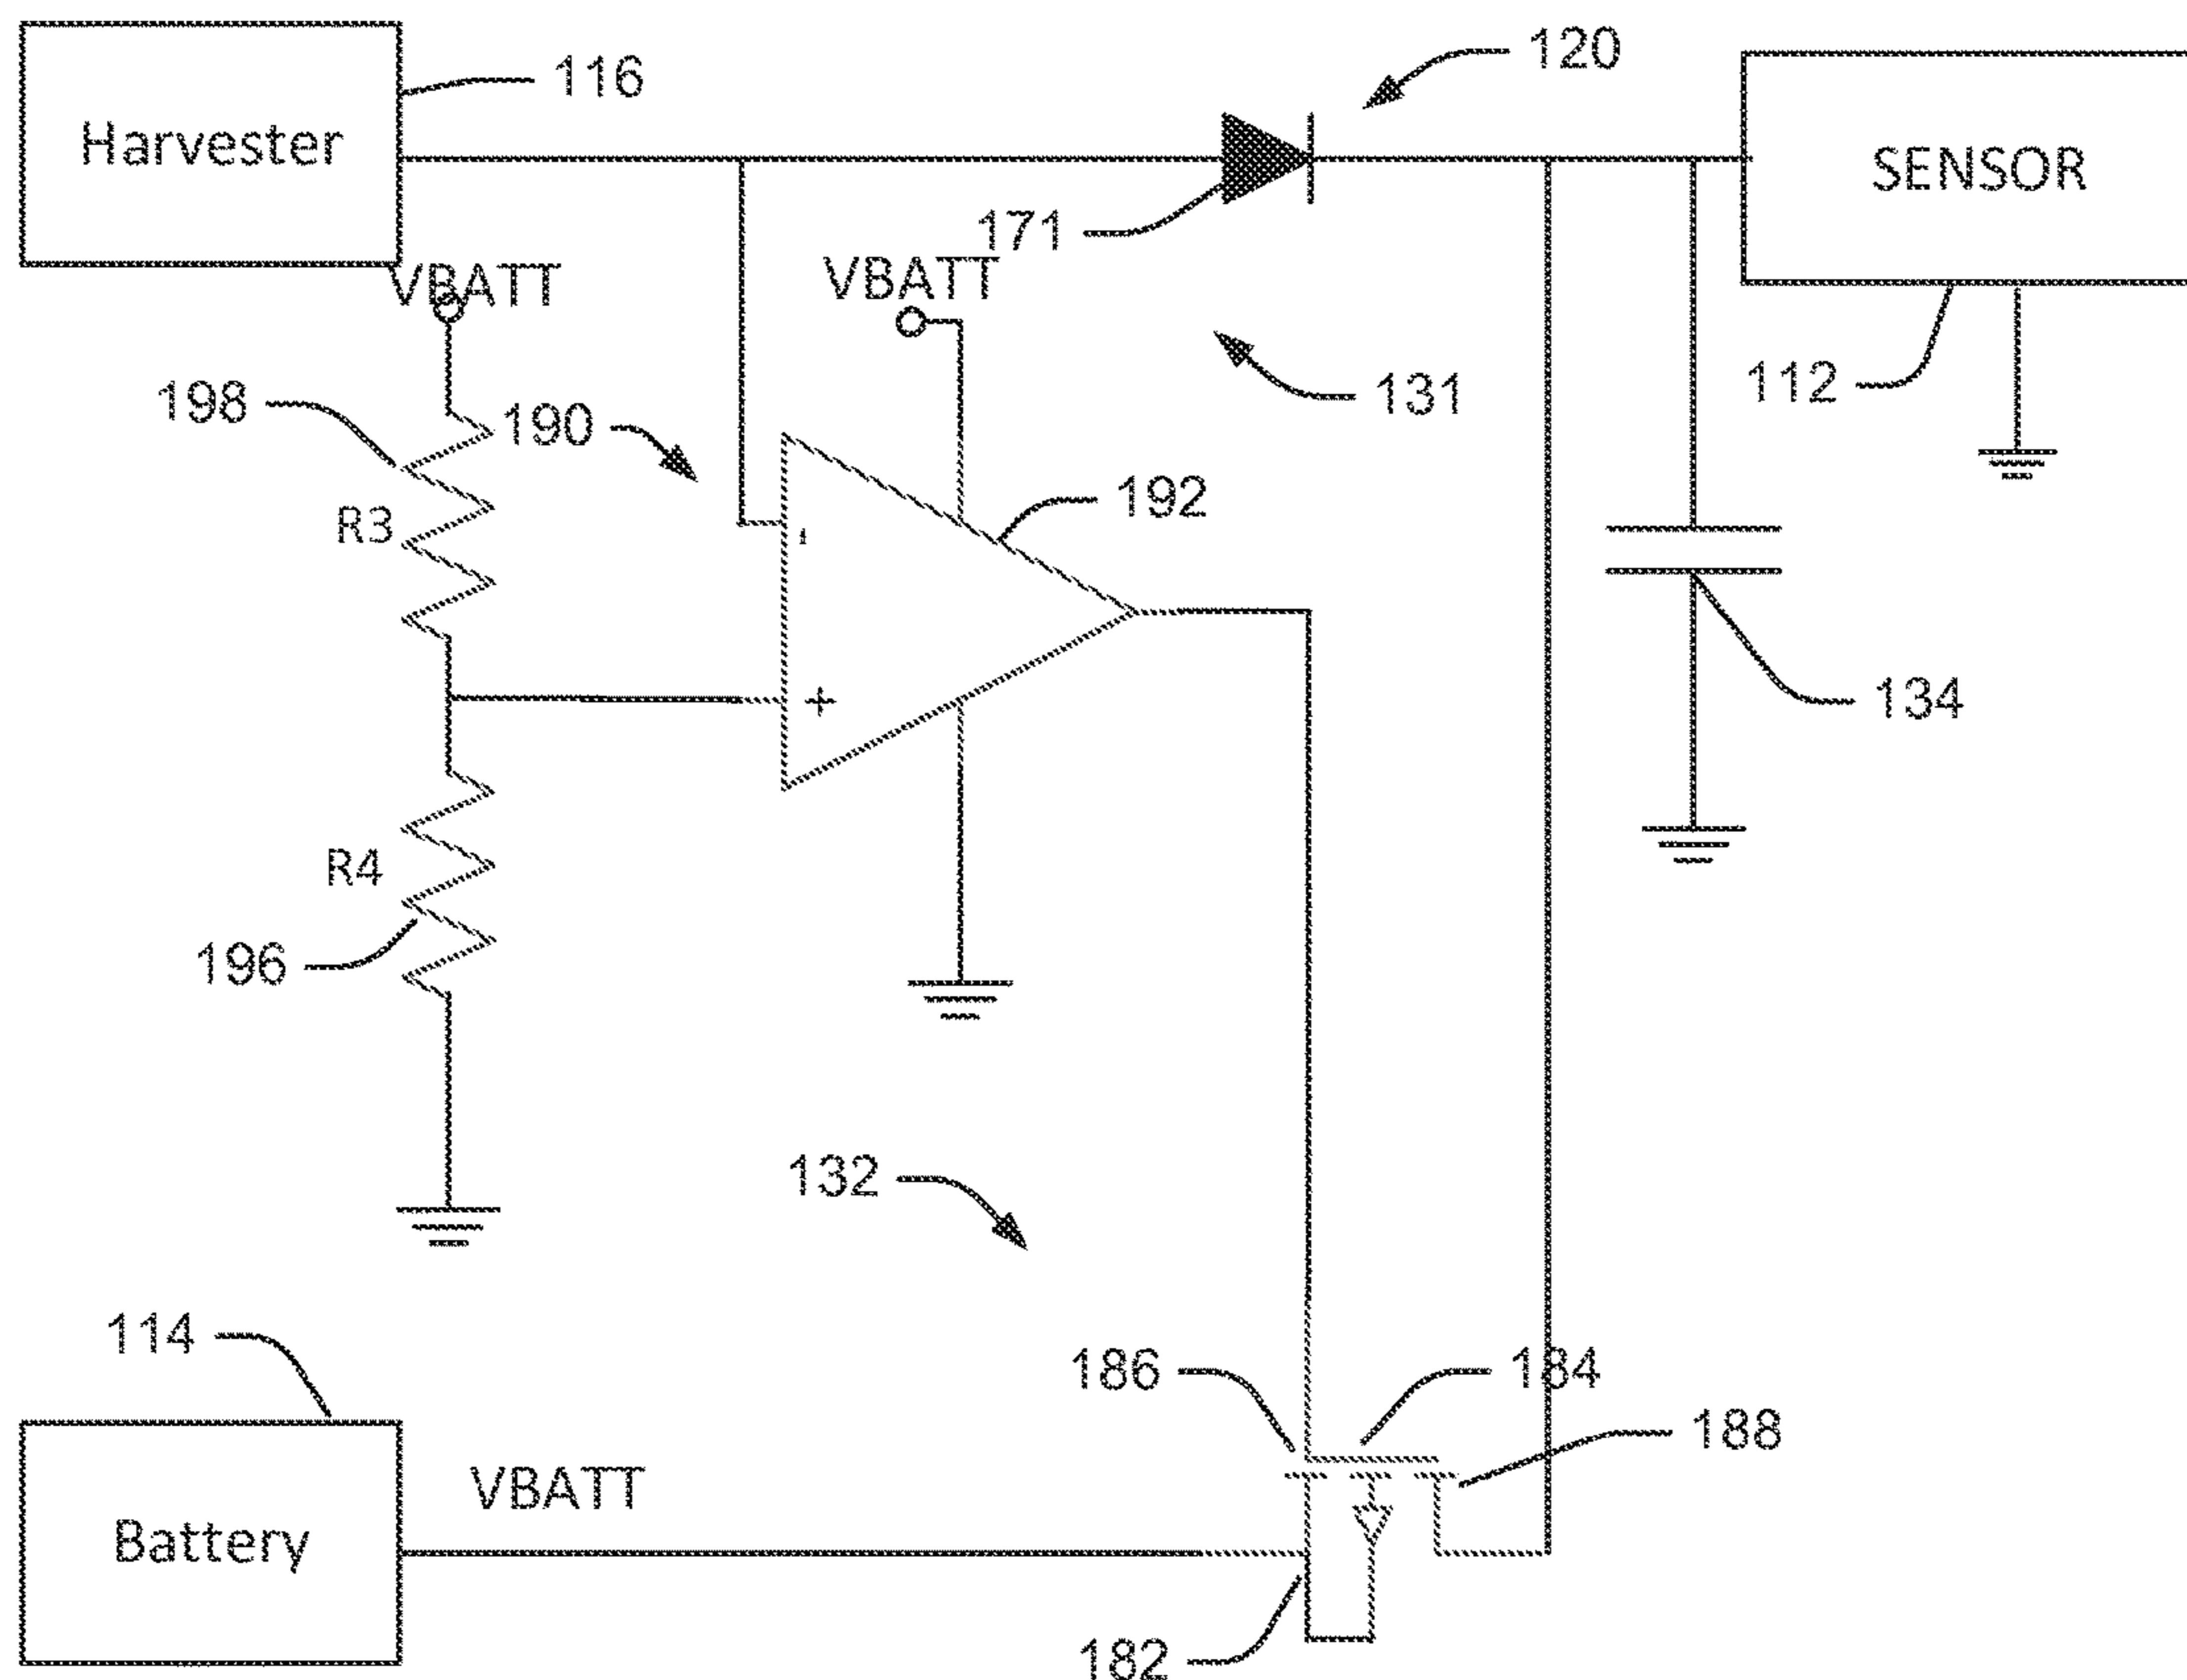 120
116
Harvester
SENSOR
171
VBATT
VBATT
131
112
198
190
192
R3
-
+
134
R4
196
132
114
186
184
188
VBATT
Battery
182